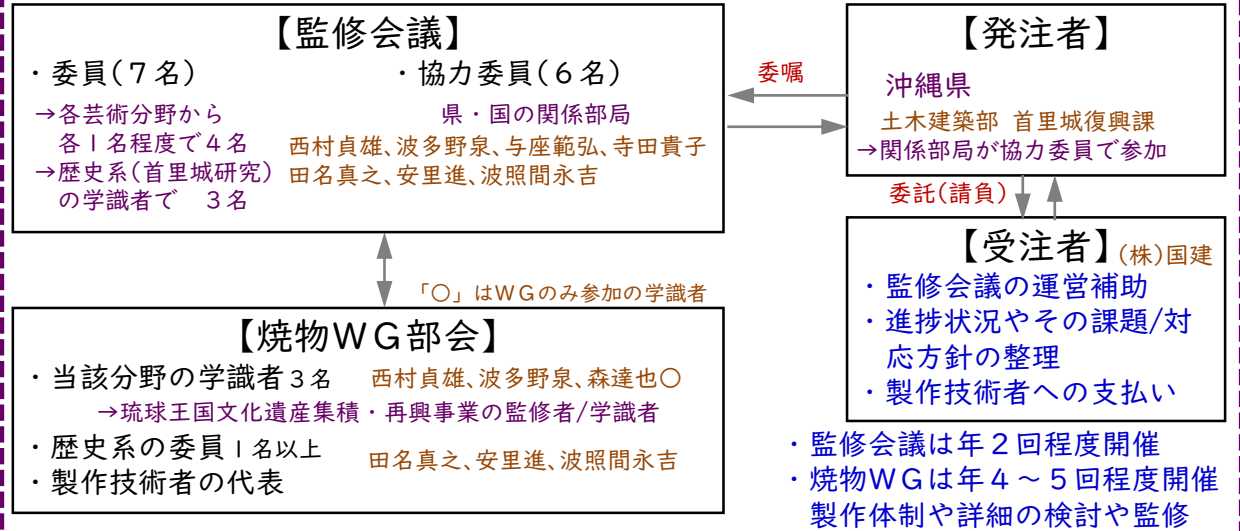 【監修会議】
・委員(７名)
・協力委員(６名)
→各芸術分野から
各１名程度で４名
→歴史系(首里城研究)
の学識者で ３名
県・国の関係部局
西村貞雄、波多野泉、与座範弘、寺田貴子
田名真之、安里進、波照間永吉
委嘱
【発注者】
沖縄県
土木建築部 首里城復興課
→関係部局が協力委員で参加
委託(請負)
【受注者】(株)国建
・監修会議の運営補助
・進捗状況やその課題/対
応方針の整理
・製作技術者への支払い
「〇」はＷＧのみ参加の学識者
【焼物ＷＧ部会】
・当該分野の学識者３名 西村貞雄、波多野泉、森達也〇
→琉球王国文化遺産集積・再興事業の監修者/学識者
・歴史系の委員１名以上 田名真之、安里進、波照間永吉
・製作技術者の代表
・監修会議は年２回程度開催
・焼物ＷＧは年４～５回程度開催
製作体制や詳細の検討や監修